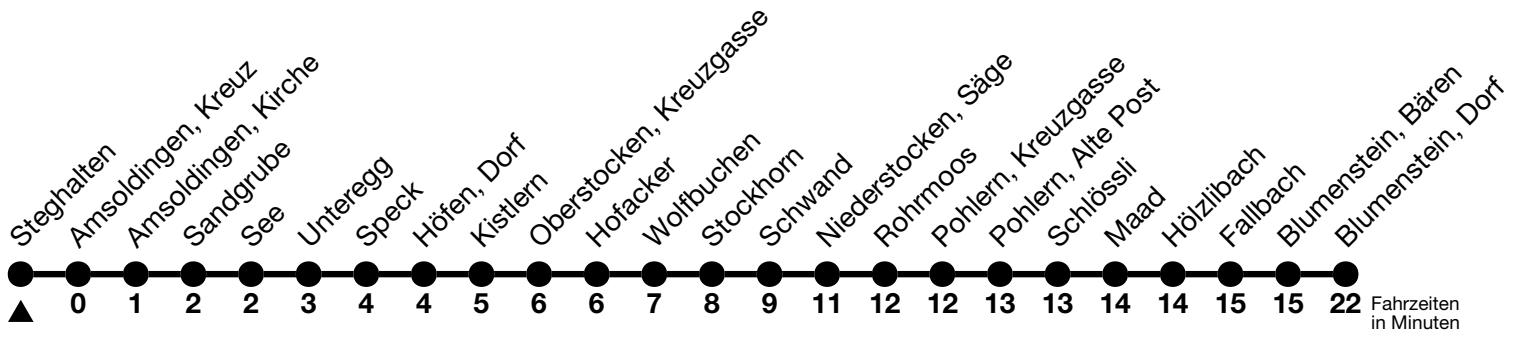 Steghalten
Amsoldingen, Kreuz
Amsoldingen, Kirche
Sandgrube
See
Unteregg
Speck
Höfen, Dorf
Kistlern
Oberstocken, Kreuzgasse
Hofacker
Wolfbuchen
Stockhorn
Schwand
Niederstocken, Säge
Rohrmoos
Pohlern, Kreuzgasse
Pohlern, Alte Post
Schlössli
Maad
Hölzlibach
Fallbach
Blumenstein, Bären
Blumenstein, Dorf
0 1 2 2 3 4 4 5 6 6 7 8 9 11 12 12 13 13 14 14 15 15 22
Fahrzeiten
in Minuten